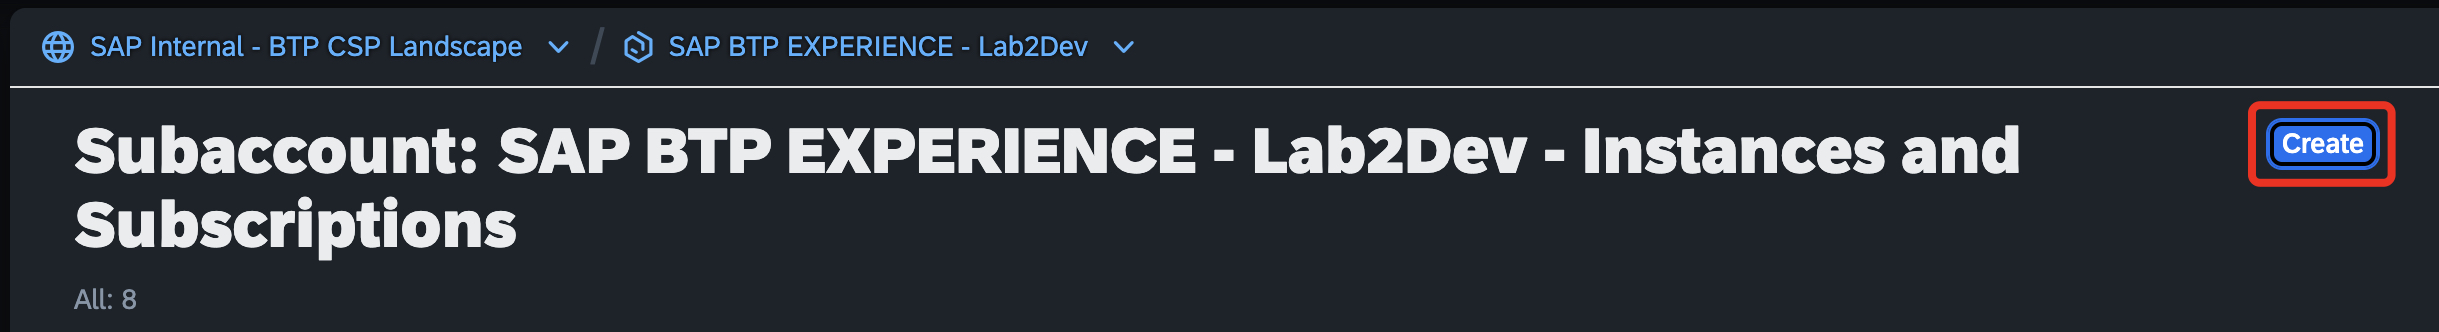 SAP Internal - BTP CSP Landscape / SAP BTP EXPERIENCE - Lab2Dev
Subaccount: SAP BTP EXPERIENCE - Lab2Dev - Instances and
Subscriptions
Create
All: 8